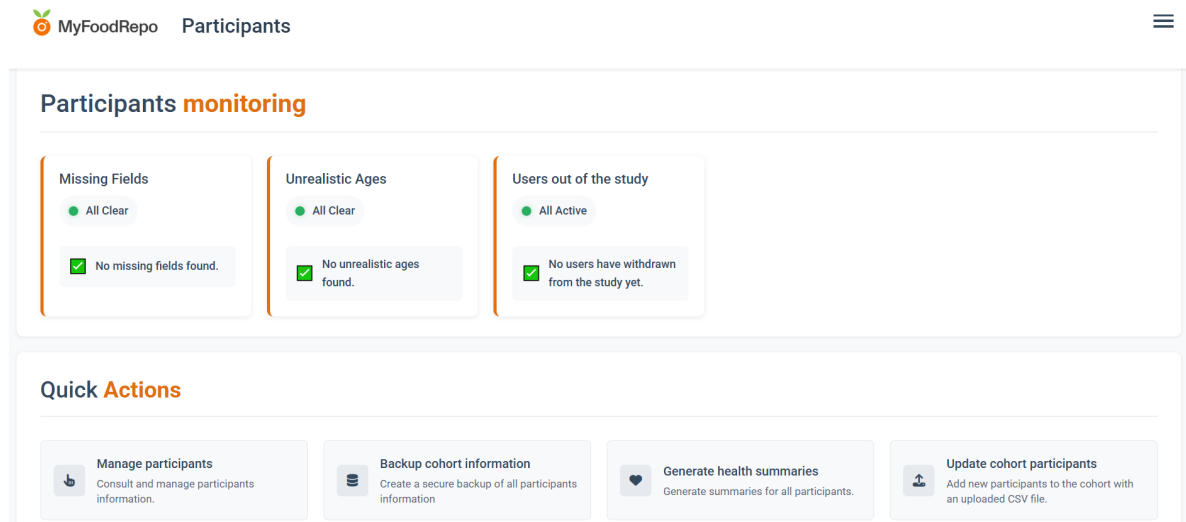 MyFoodRepo Participants
Participants monitoring
Missing Fields
All Clear
No missing fields found.
Unrealistic Ages
All Clear
No unrealistic ages
found.
Users out of the study
All Active
No users have withdrawn
from the study yet.
Quick Actions
Manage participants
Consult and manage participants
information.
Backup cohort information
Create a secure backup of all participants
information
Generate health summaries
Generate summaries for all participants.
Update cohort participants
Add new participants to the cohort with
an uploaded CSV file.